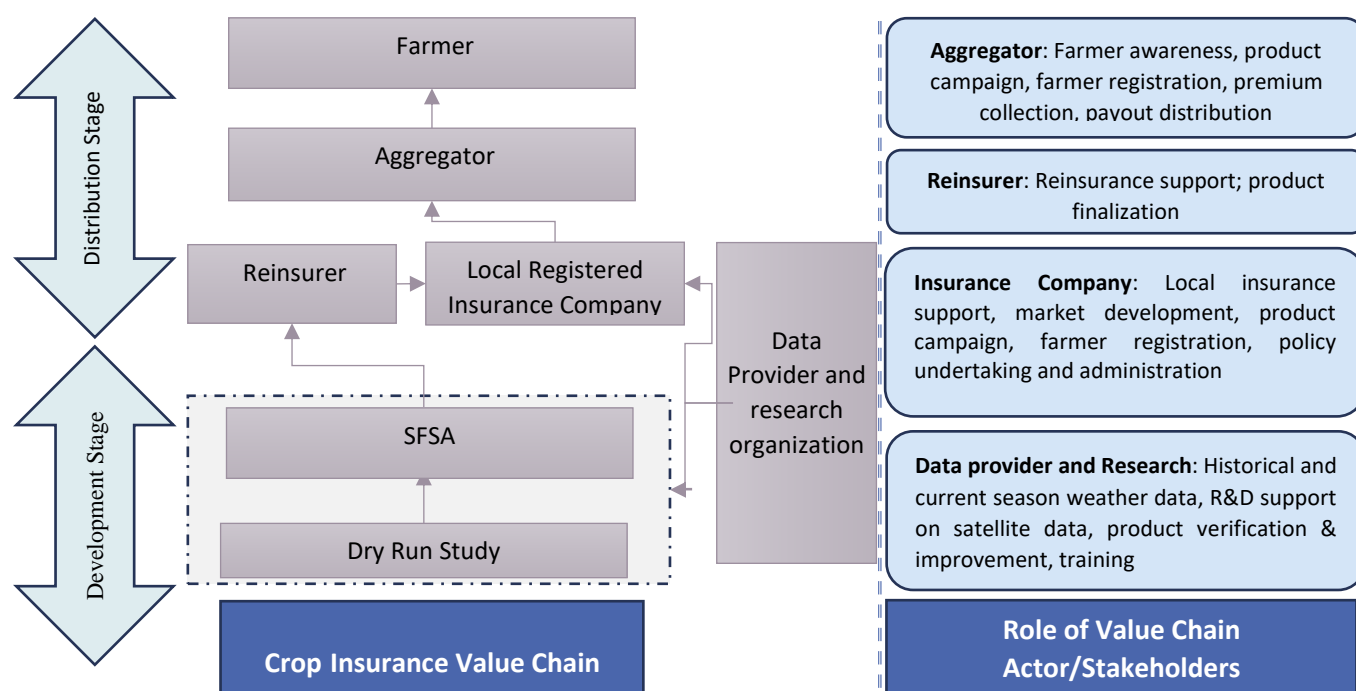 Distribution Stage
Development Stage
Farmer
Aggregator
Reinsurer
Local Registered
Insurance Company
Data
Provider and
research
organization
SFSA
Dry Run Study
Crop Insurance Value Chain
Aggregator: Farmer awareness, product
campaign, farmer registration, premium
collection, payout distribution
Reinsurer: Reinsurance support; product
finalization
Insurance Company: Local insurance
support, market development, product
campaign, farmer registration, policy
undertaking and administration
Data provider and Research: Historical and
current season weather data, R&D support
on satellite data, product verification &
improvement, training
Role of Value Chain
Actor/Stakeholders